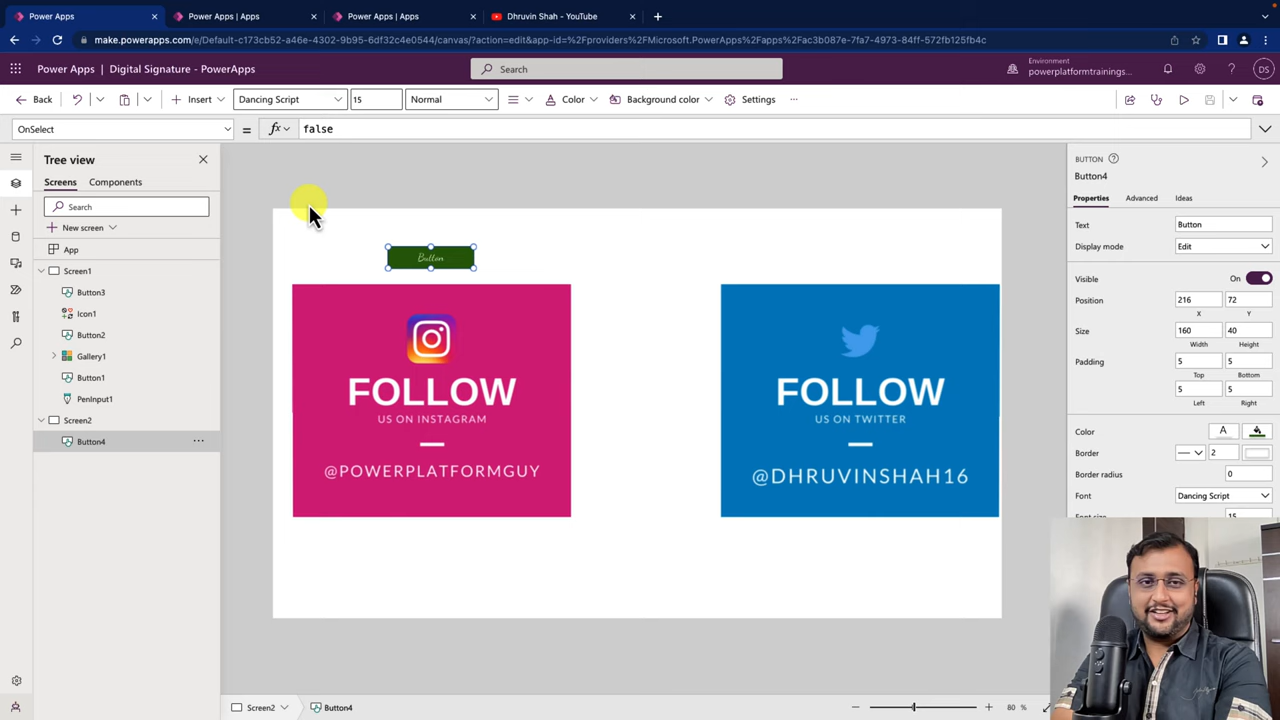 Power Apps
Power Apps | Apps
Power Apps | Apps
Dhruvin Shah - YouTube
make.powerapps.com/e/Default-c173cb52-a46e-4302-9b95-6df32c4e0544/canvas/?action=edit&app-id=%2Fproviders%2FMicrosoft.PowerApps%2Fapps%2Fac3b087e-7fa7-4973-84ff-572fb125fb4c
Power Apps | Digital Signature - PowerApps
Search
Environment
powerplatformtrainings...
DS
Back
Insert
Dancing Script
15
Normal
Color
Background color
Settings
OnSelect
=
fx
false
Tree view
Screens
Components
Search
New screen
App
Screen1
Button3
Icon1
Button2
Gallery1
Button1
PenInput1
Screen2
Button4
Button
FOLLOW
US ON INSTAGRAM
@POWERPLATFORMGUY
FOLLOW
US ON TWITTER
@DHRUVINSHAH16
BUTTON
Button4
Properties
Advanced
Ideas
Text
Button
Display mode
Edit
Visible
On
Position
216
72
X
Y
Size
160
40
Width
Height
Padding
5
5
Top
Bottom
5
5
Left
Right
Color
A
Border
2
Border radius
0
Font
Dancing Script
Screen2
Button4
80 %